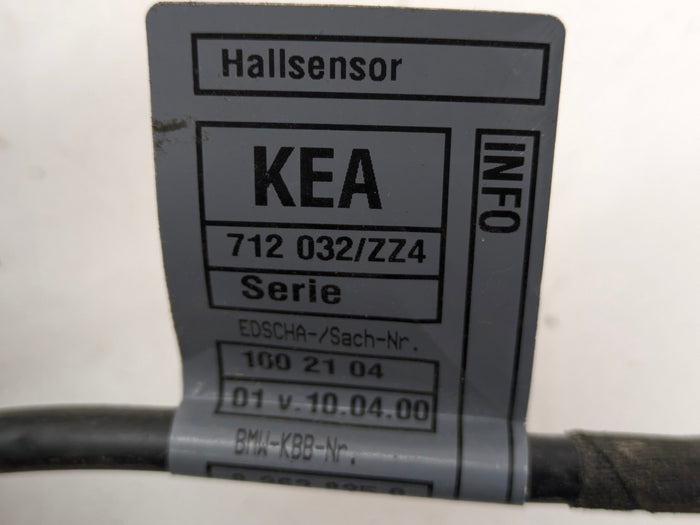 Hallsensor
KEA
INFO
712 032/ZZ4
Serie
EDSCHA-/Sach-Nr.
100 21 04
01 v.10.04.00
BMW-KBB-Nr.